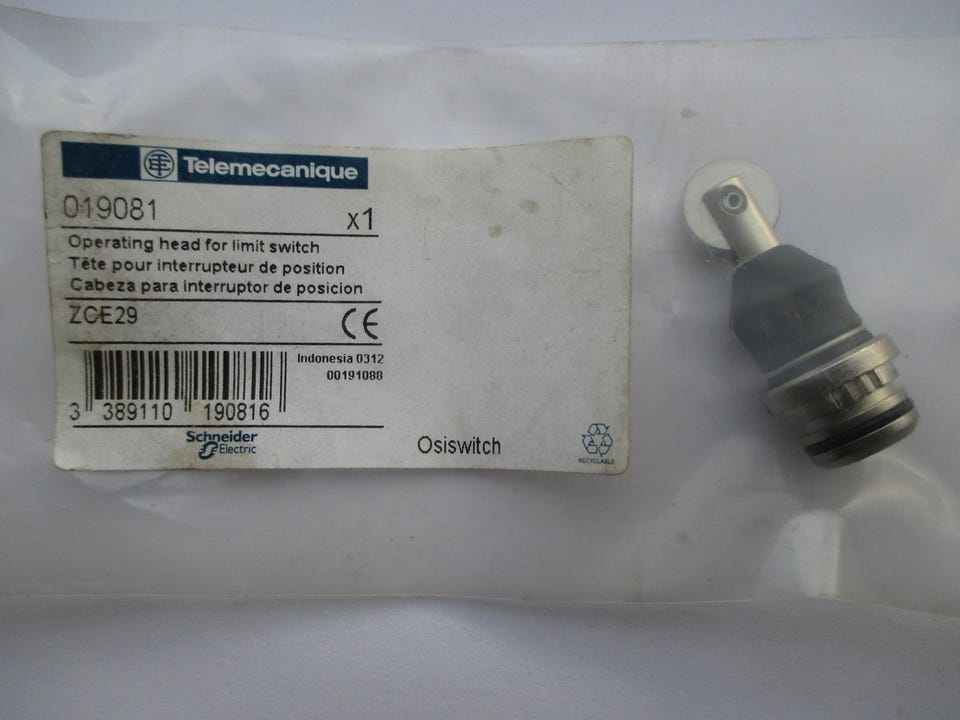 Telemecanique
019081 x1
Operating head for limit switch
Tête pour interrupteur de position
Cabeza para interruptor de posicion
ZCE29 CE
Indonesia 0312
00191088
3 389110 190816
Schneider
Electric
Osiswitch
RECYCLABLE